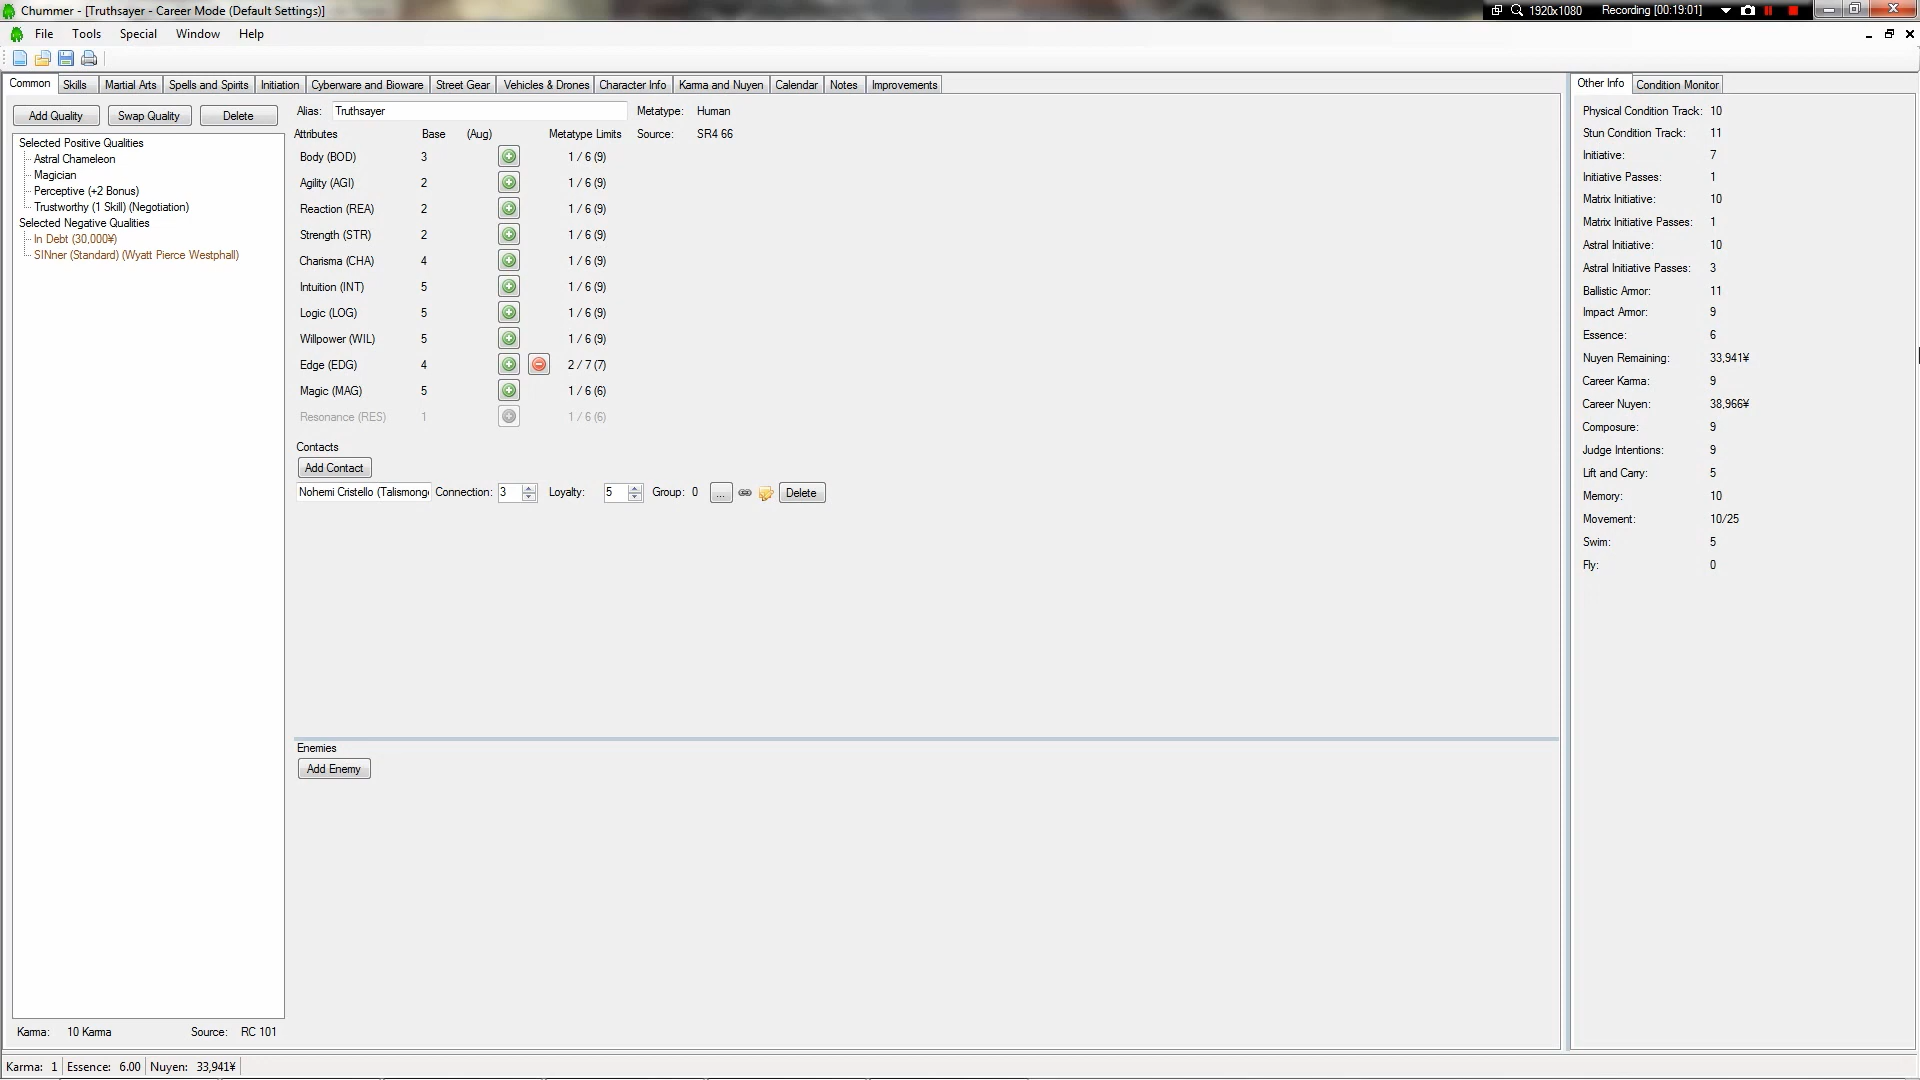 Chummer - [Truthsayer - Career Mode (Default Settings)]
1920x1080 Recording [00:19:01]
File Tools Special Window Help
Common Skills Martial Arts Spells and Spirits Initiation Cyberware and Bioware Street Gear Vehicles & Drones Character Info Karma and Nuyen Calendar Notes Improvements
Other Info Condition Monitor
Add Quality Swap Quality Delete
Selected Positive Qualities
Astral Chameleon
Magician
Perceptive (+2 Bonus)
Trustworthy (1 Skill) (Negotiation)
Selected Negative Qualities
In Debt (30,000¥)
SINner (Standard) (Wyatt Pierce Westphall)
Karma: 10 Karma Source: RC 101
Alias: Truthsayer Metatype: Human
Attributes Base (Aug) Metatype Limits Source: SR4 66
Body (BOD) 3 1 / 6 (9)
Agility (AGI) 2 1 / 6 (9)
Reaction (REA) 2 1 / 6 (9)
Strength (STR) 2 1 / 6 (9)
Charisma (CHA) 4 1 / 6 (9)
Intuition (INT) 5 1 / 6 (9)
Logic (LOG) 5 1 / 6 (9)
Willpower (WIL) 5 1 / 6 (9)
Edge (EDG) 4 2 / 7 (7)
Magic (MAG) 5 1 / 6 (6)
Resonance (RES) 1 1 / 6 (6)
Contacts
Add Contact
Nohemi Cristello (Talismong Connection: 3 Loyalty: 5 Group: 0 ... Delete
Enemies
Add Enemy
Physical Condition Track: 10
Stun Condition Track: 11
Initiative: 7
Initiative Passes: 1
Matrix Initiative: 10
Matrix Initiative Passes: 1
Astral Initiative: 10
Astral Initiative Passes: 3
Ballistic Armor: 11
Impact Armor: 9
Essence: 6
Nuyen Remaining: 33,941¥
Career Karma: 9
Career Nuyen: 38,966¥
Composure: 9
Judge Intentions: 9
Lift and Carry: 5
Memory: 10
Movement: 10/25
Swim: 5
Fly: 0
Karma: 1 Essence: 6.00 Nuyen: 33,941¥